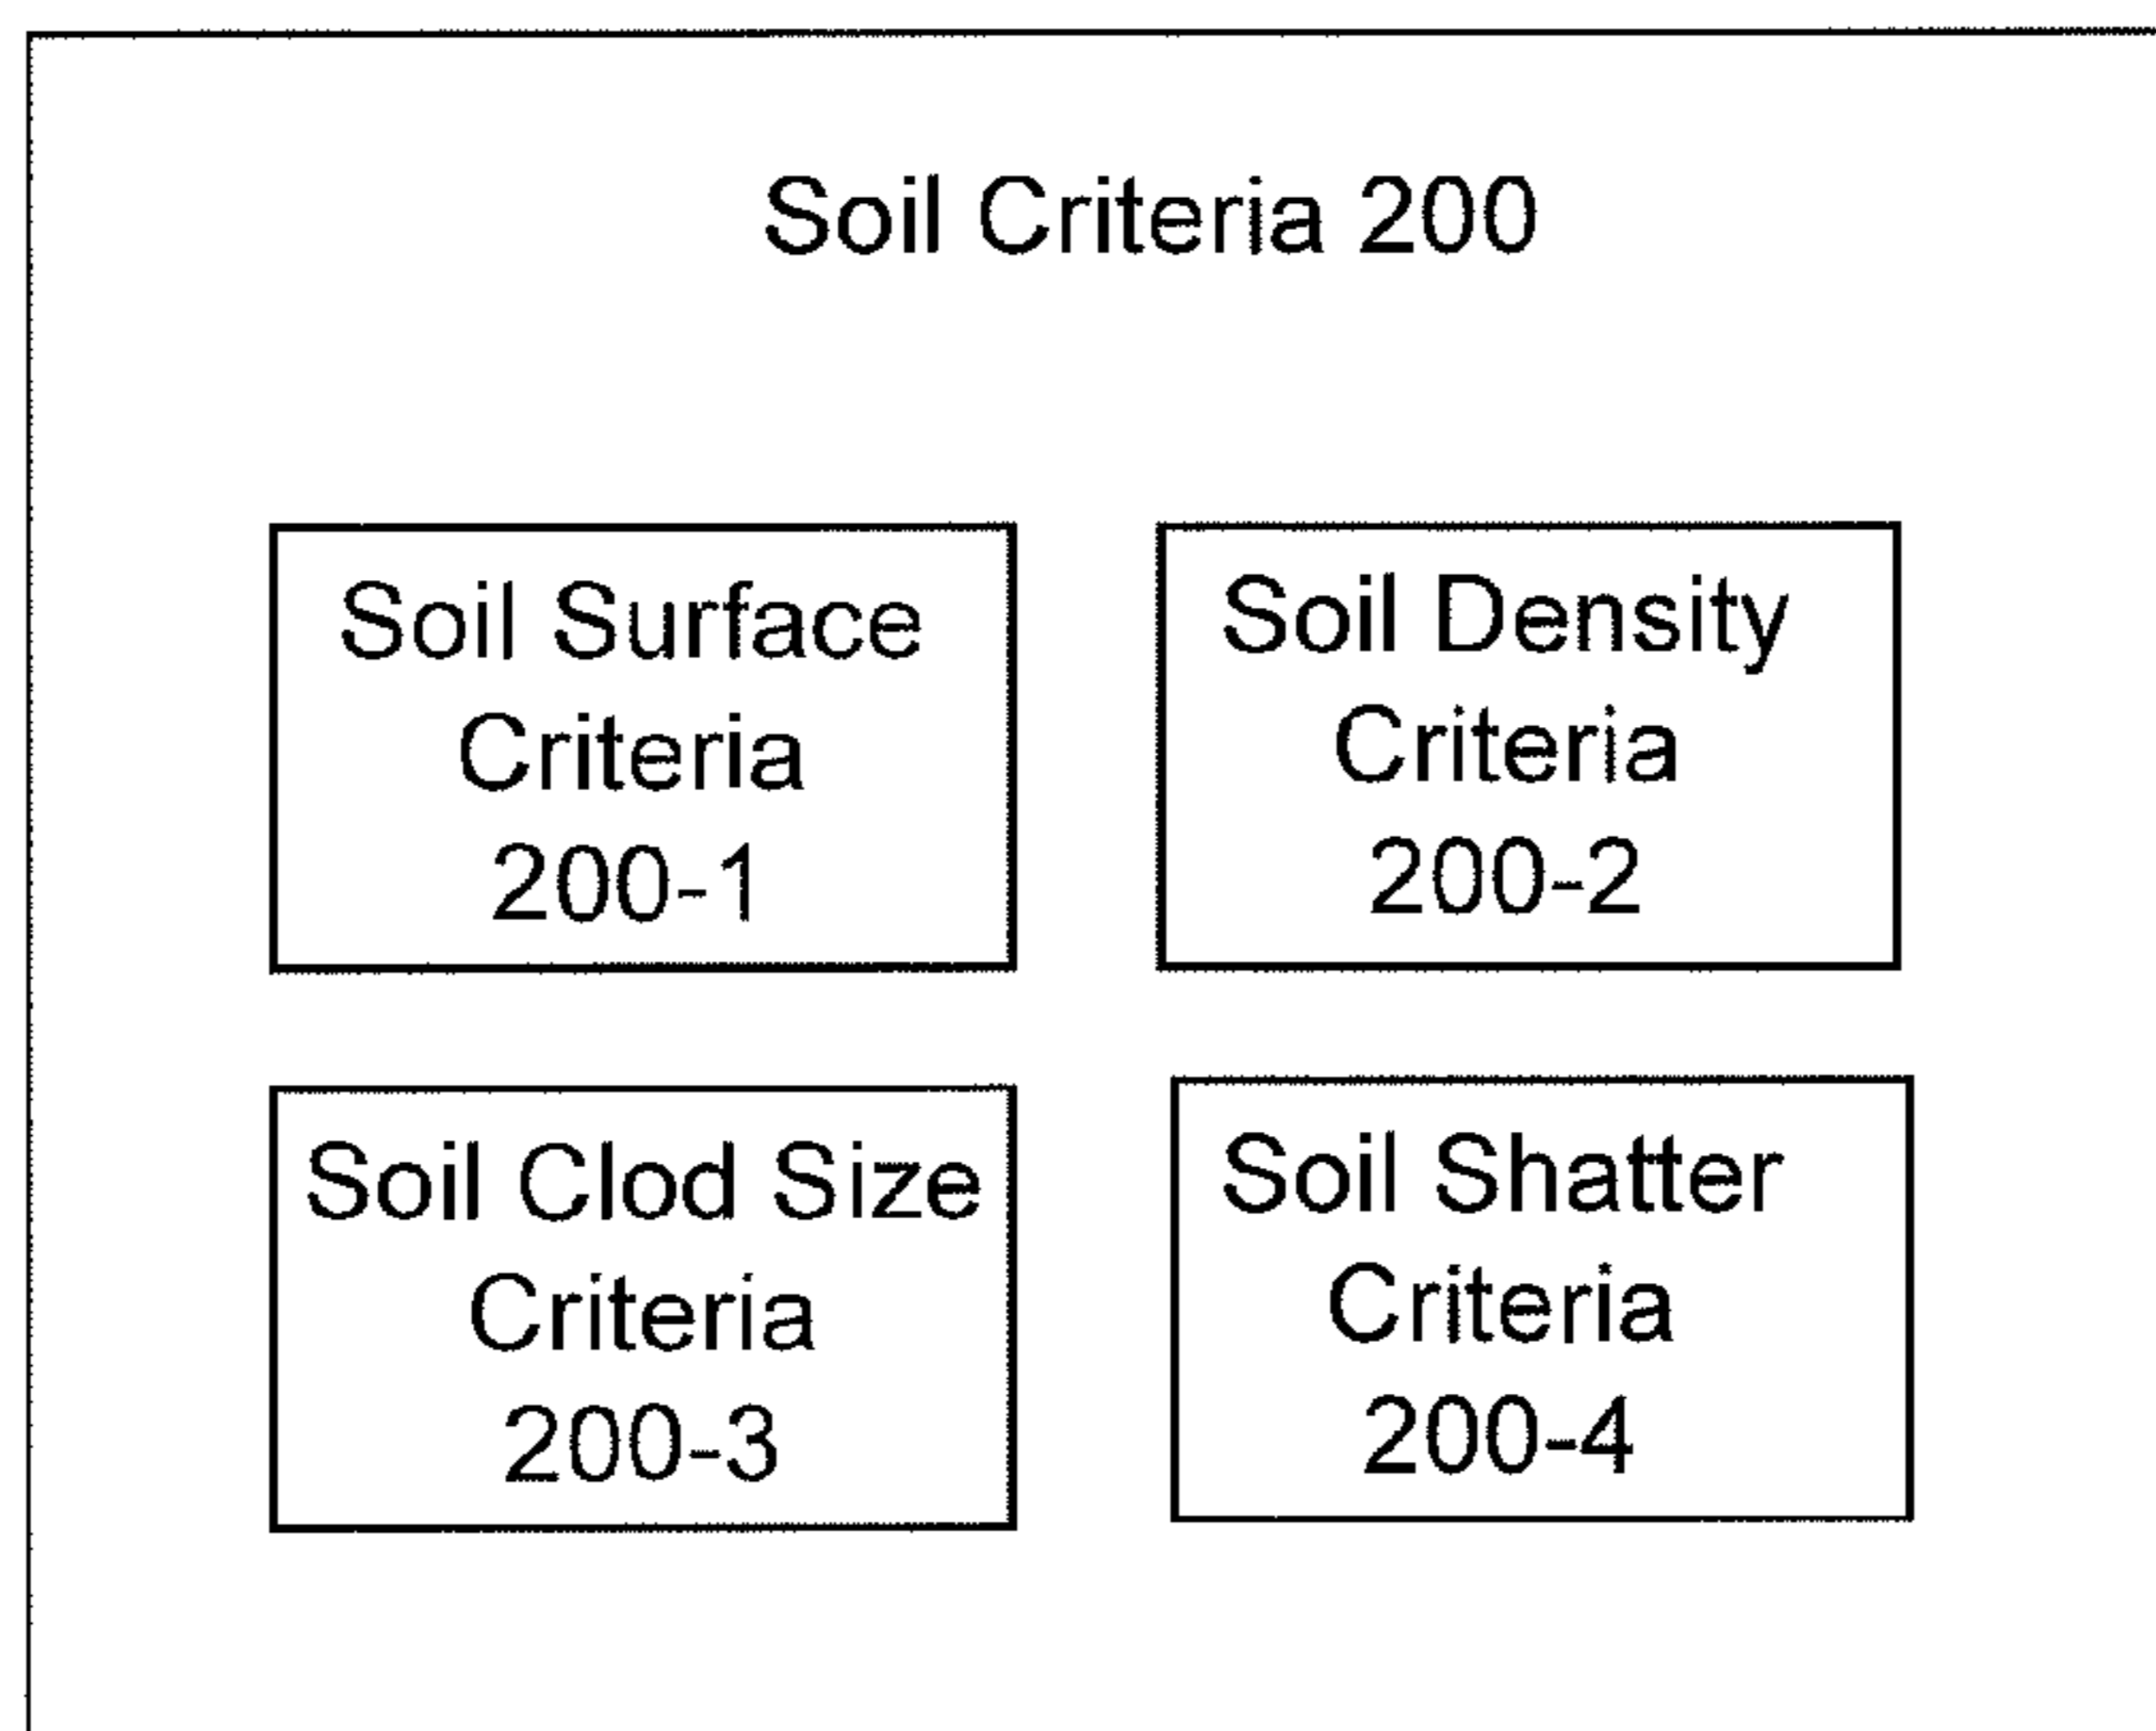 Soil Criteria 200
Soil Surface
Criteria
200-1
Soil Density
Criteria
200-2
Soil Clod Size
Criteria
200-3
Soil Shatter
Criteria
200-4